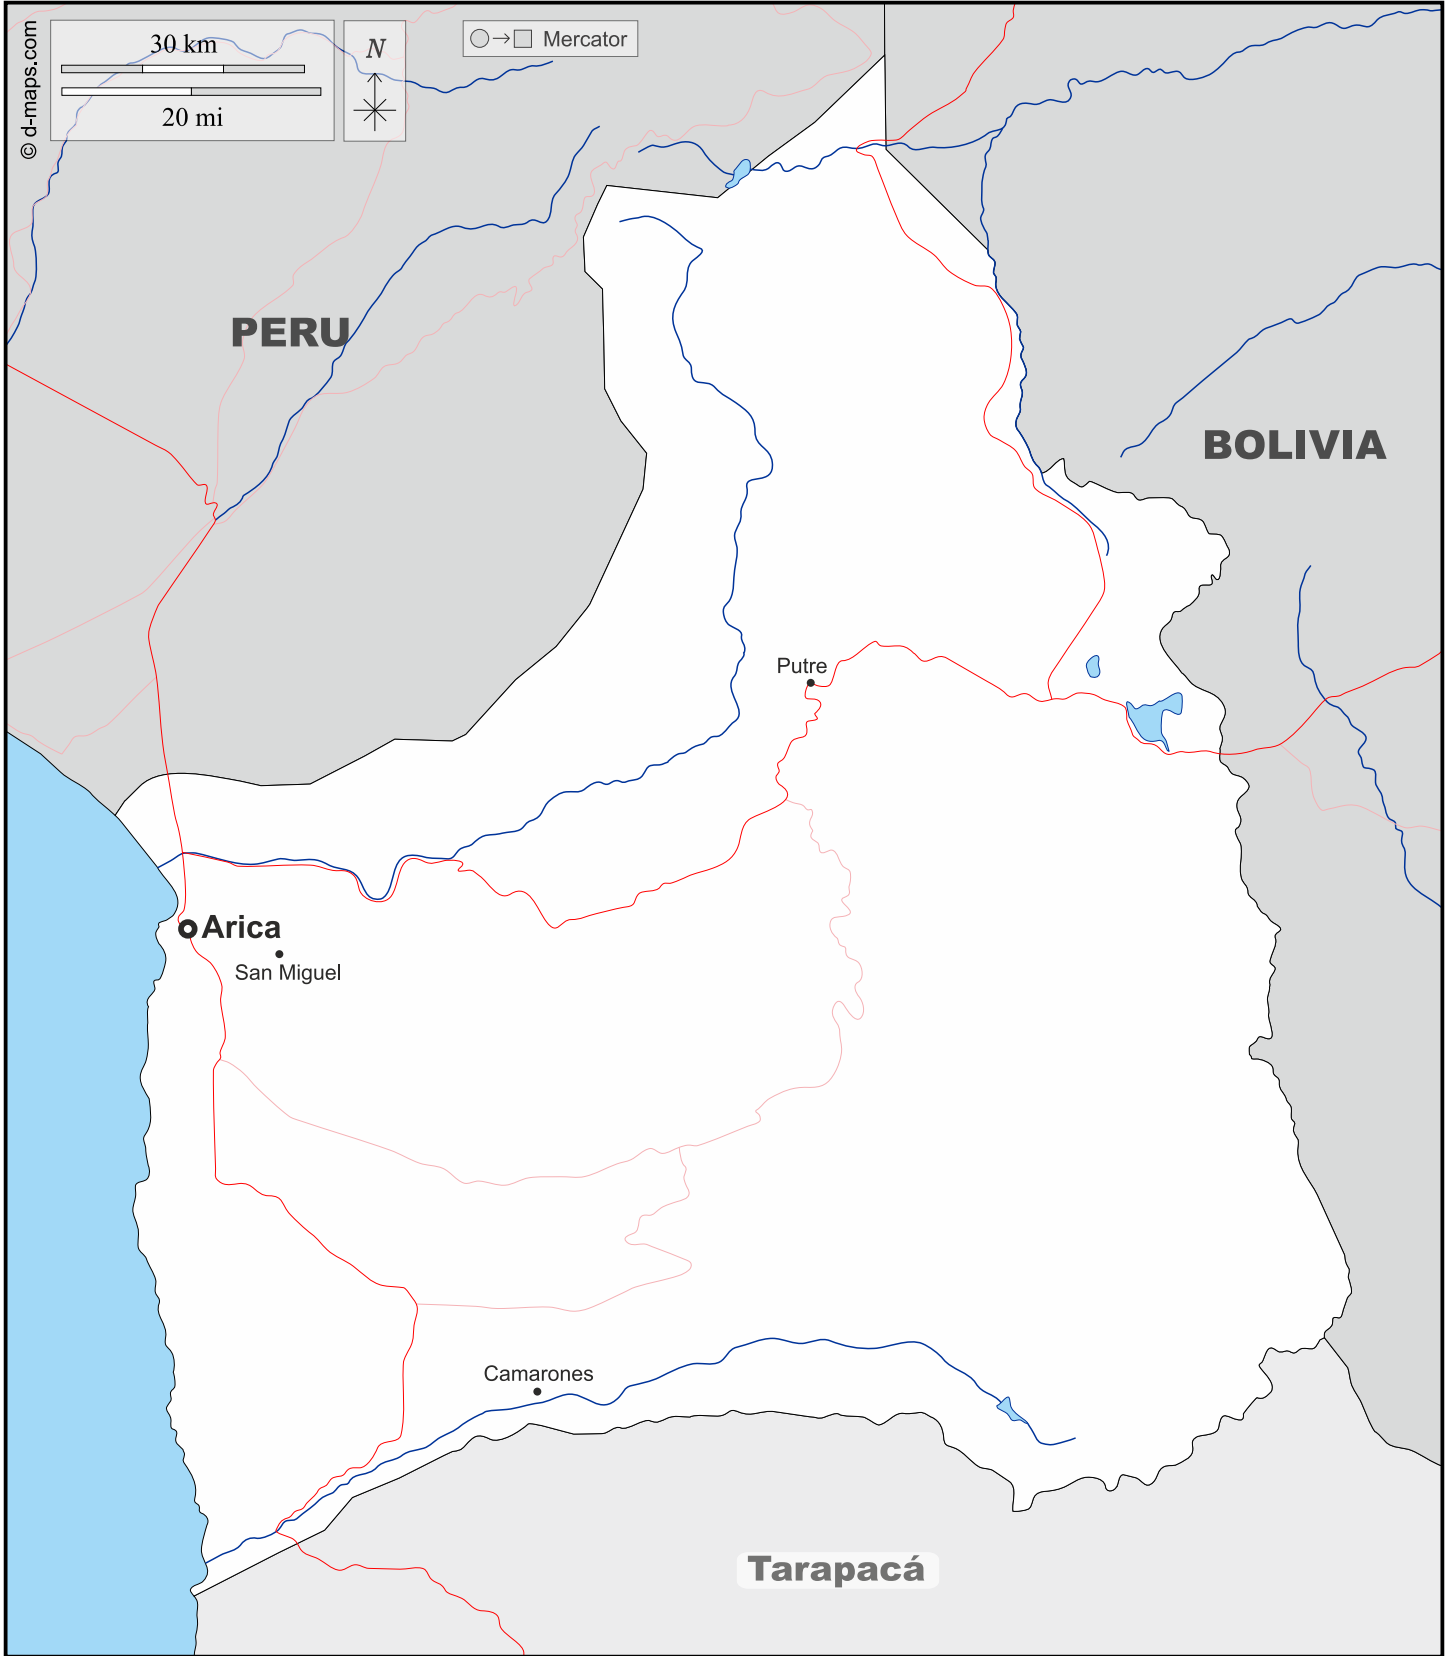 © d-maps.com
30 km
20 mi
N
Mercator
PERU
BOLIVIA
Putre
Arica
San Miguel
Camarones
Tarapacá